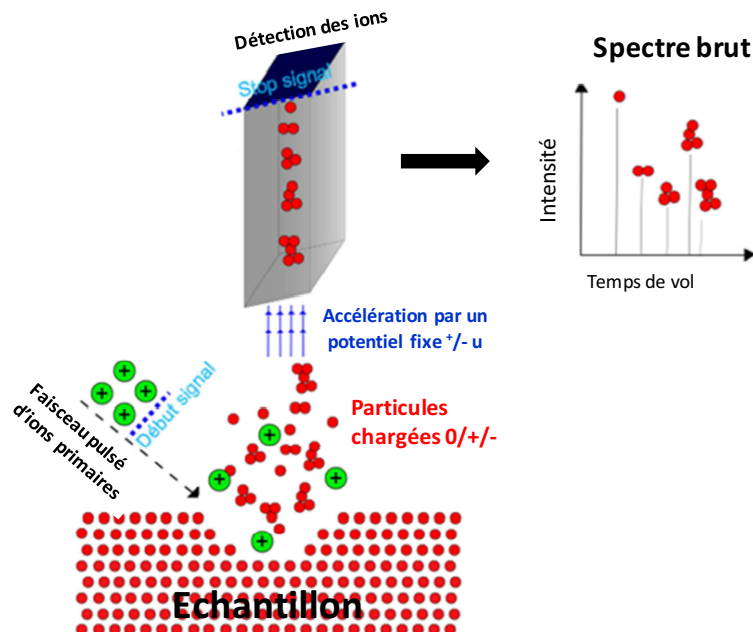 Détection des ions
Stop signal
Spectre brut
Intensité
Temps de vol
Accélération par un
potentiel fixe +/- u
Début signal
Faisceau pulsé
d'ions primaires
Particules
chargées 0/+/-
+
+
+
+
+
+
+
+
Echantillon